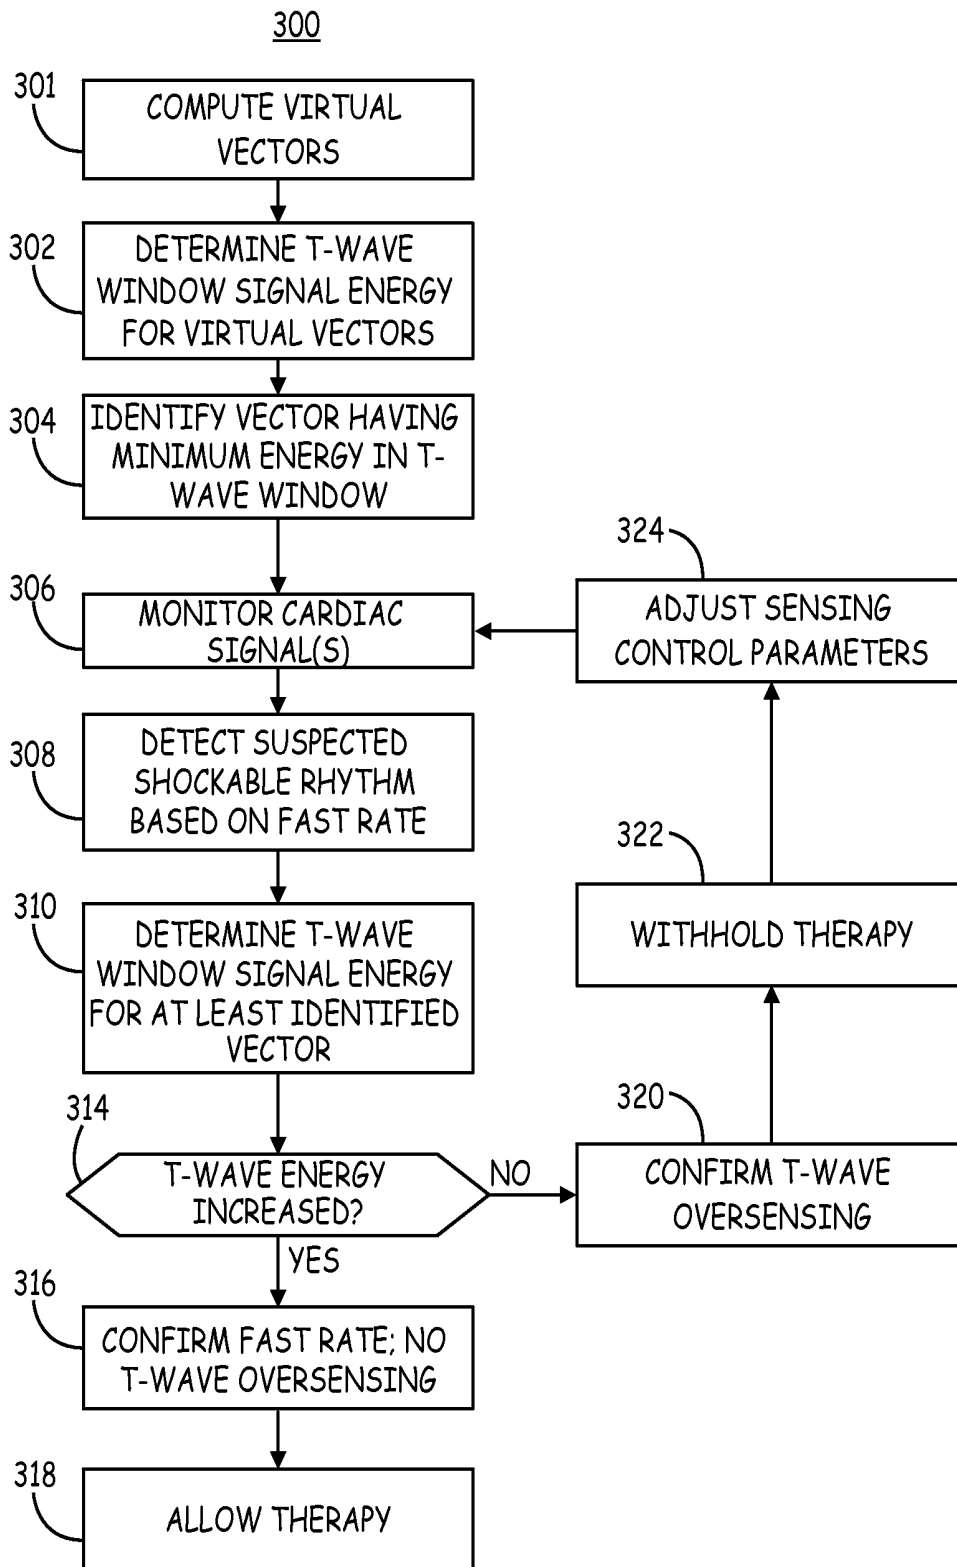 300
301
COMPUTE VIRTUAL
VECTORS
302
DETERMINE T-WAVE
WINDOW SIGNAL ENERGY
FOR VIRTUAL VECTORS
304
IDENTIFY VECTOR HAVING
MINIMUM ENERGY IN T-
WAVE WINDOW
306
MONITOR CARDIAC
SIGNAL(S)
308
DETECT SUSPECTED
SHOCKABLE RHYTHM
BASED ON FAST RATE
310
DETERMINE T-WAVE
WINDOW SIGNAL ENERGY
FOR AT LEAST IDENTIFIED
VECTOR
314
T-WAVE ENERGY
INCREASED?
NO
YES
316
CONFIRM FAST RATE; NO
T-WAVE OVERSENSING
318
ALLOW THERAPY
320
CONFIRM T-WAVE
OVERSENSING
322
WITHHOLD THERAPY
324
ADJUST SENSING
CONTROL PARAMETERS